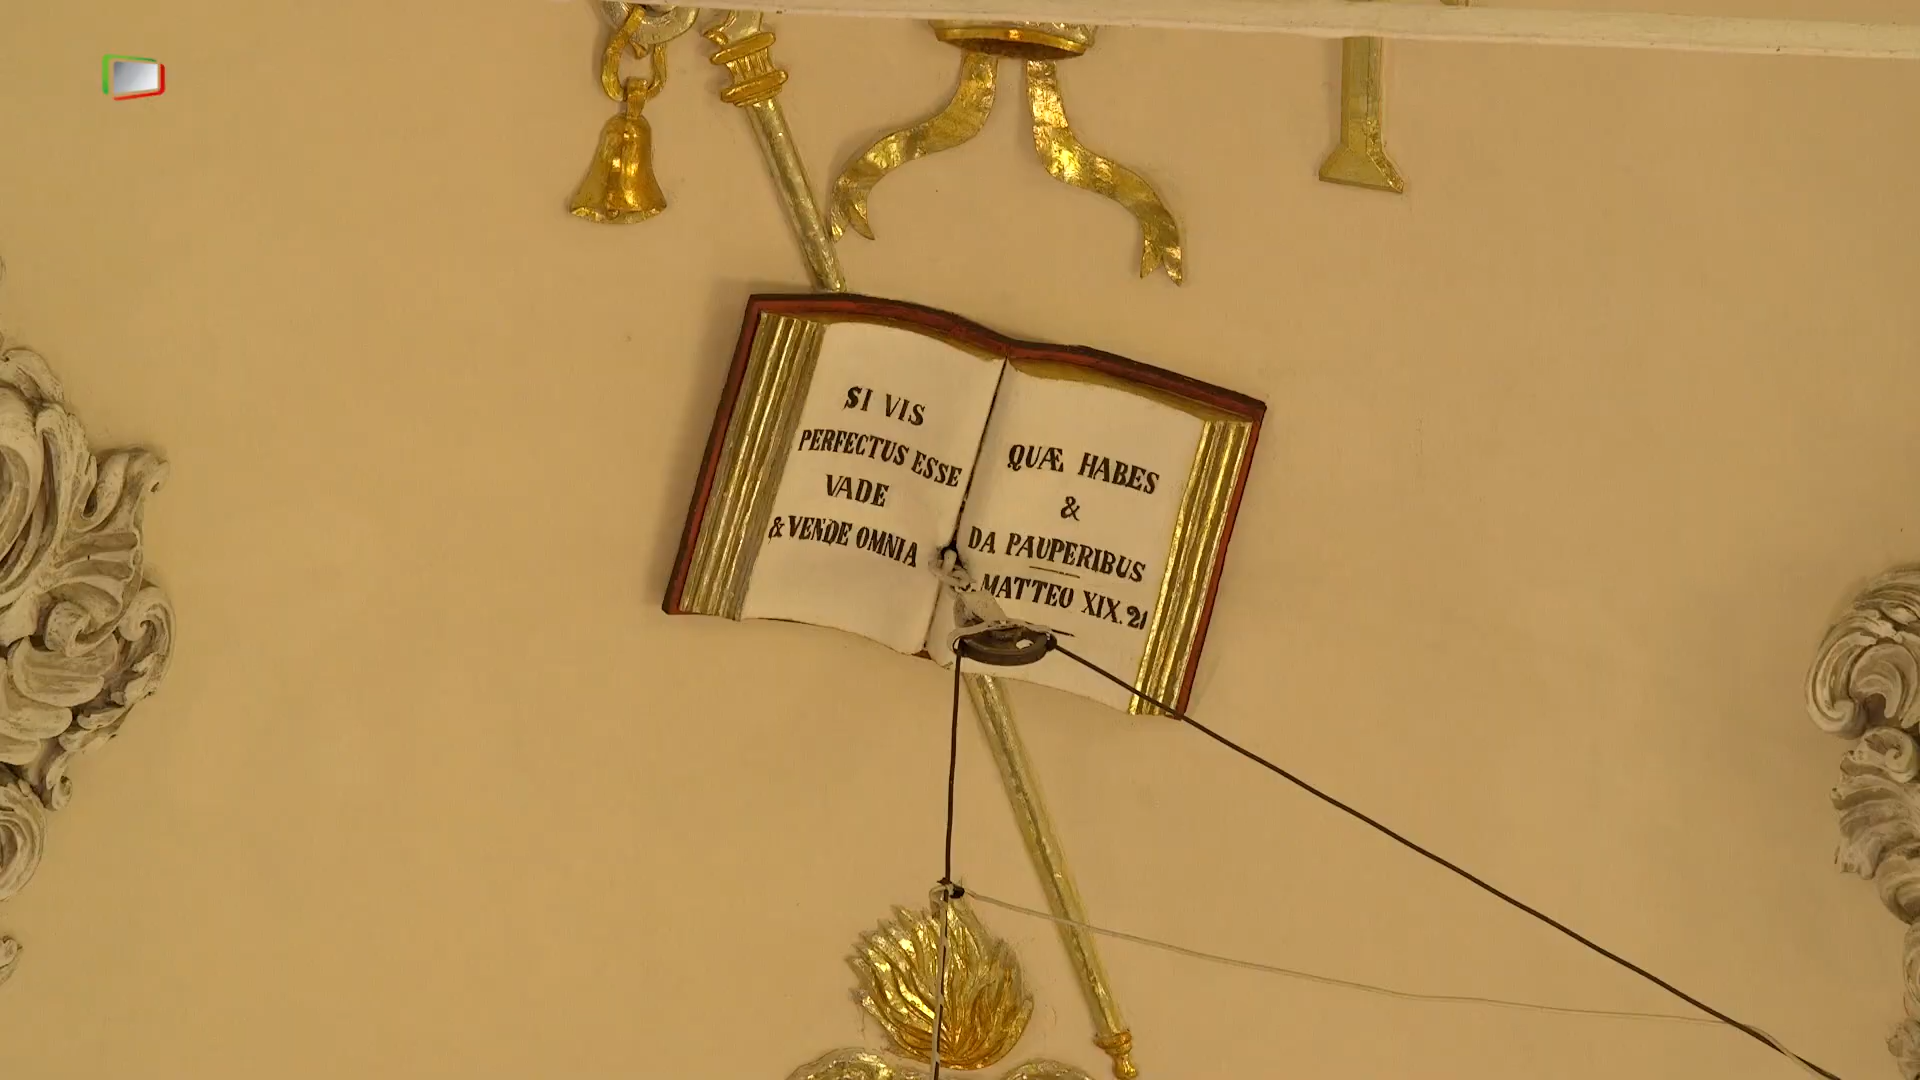 SI VIS
PERFECTUS ESSE
VADE
& VENDE OMNIA
QUÆ HABES
&
DA PAUPERIBUS
MATTEO XIX. 21